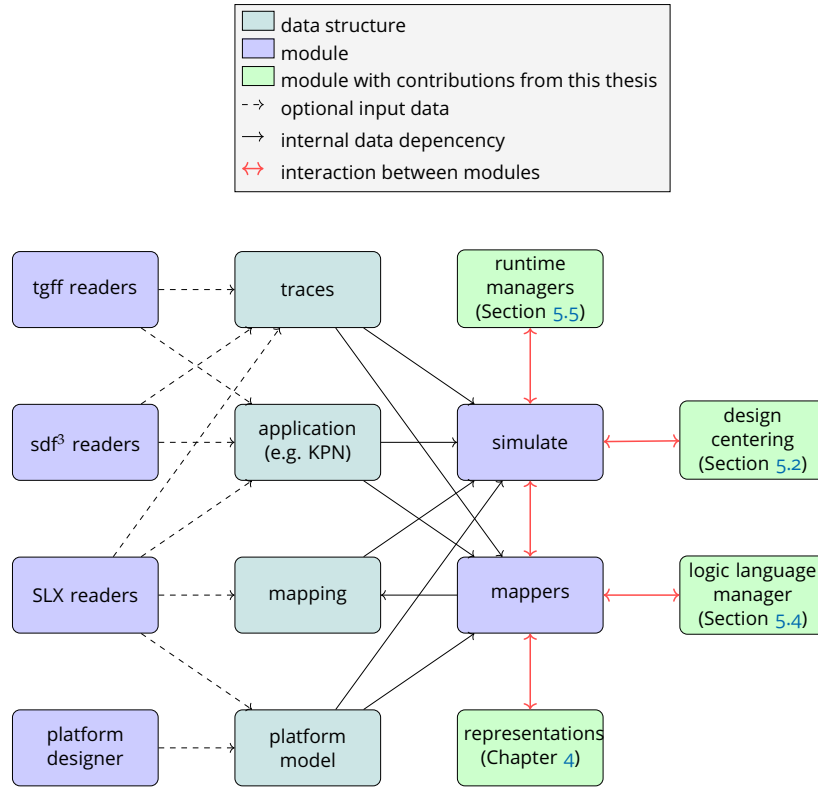 data structure
module
module with contributions from this thesis
optional input data
internal data depencency
interaction between modules
tgff readers
traces
runtime
managers
(Section 5.5)
sdf³ readers
application
(e.g. KPN)
simulate
design
centering
(Section 5.2)
SLX readers
mapping
mappers
logic language
manager
(Section 5.4)
platform
designer
platform
model
representations
(Chapter 4)